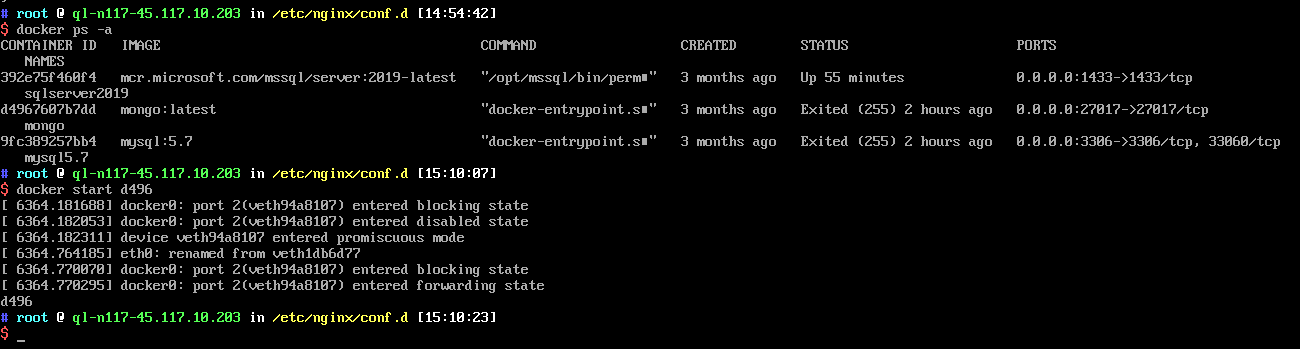 # root @ ql-n117-45.117.10.203 in /etc/nginx/conf.d [14:54:42]
$ docker ps -a
CONTAINER ID   IMAGE                                        COMMAND                  CREATED        STATUS                     PORTS
   NAMES
392e75f460f4   mcr.microsoft.com/mssql/server:2019-latest   "/opt/mssql/bin/perm■"   3 months ago   Up 55 minutes              0.0.0.0:1433->1433/tcp
   sqlserver2019
d4967607b7dd   mongo:latest                                 "docker-entrypoint.s■"   3 months ago   Exited (255) 2 hours ago   0.0.0.0:27017->27017/tcp
   mongo
9fc389257bb4   mysql:5.7                                    "docker-entrypoint.s■"   3 months ago   Exited (255) 2 hours ago   0.0.0.0:3306->3306/tcp, 33060/tcp
   mysql5.7
# root @ ql-n117-45.117.10.203 in /etc/nginx/conf.d [15:10:07]
$ docker start d496
[ 6364.181688] docker0: port 2(veth94a8107) entered blocking state
[ 6364.182053] docker0: port 2(veth94a8107) entered disabled state
[ 6364.182311] device veth94a8107 entered promiscuous mode
[ 6364.764185] eth0: renamed from veth1db6d77
[ 6364.770070] docker0: port 2(veth94a8107) entered blocking state
[ 6364.770295] docker0: port 2(veth94a8107) entered forwarding state
d496
# root @ ql-n117-45.117.10.203 in /etc/nginx/conf.d [15:10:23]
$ _